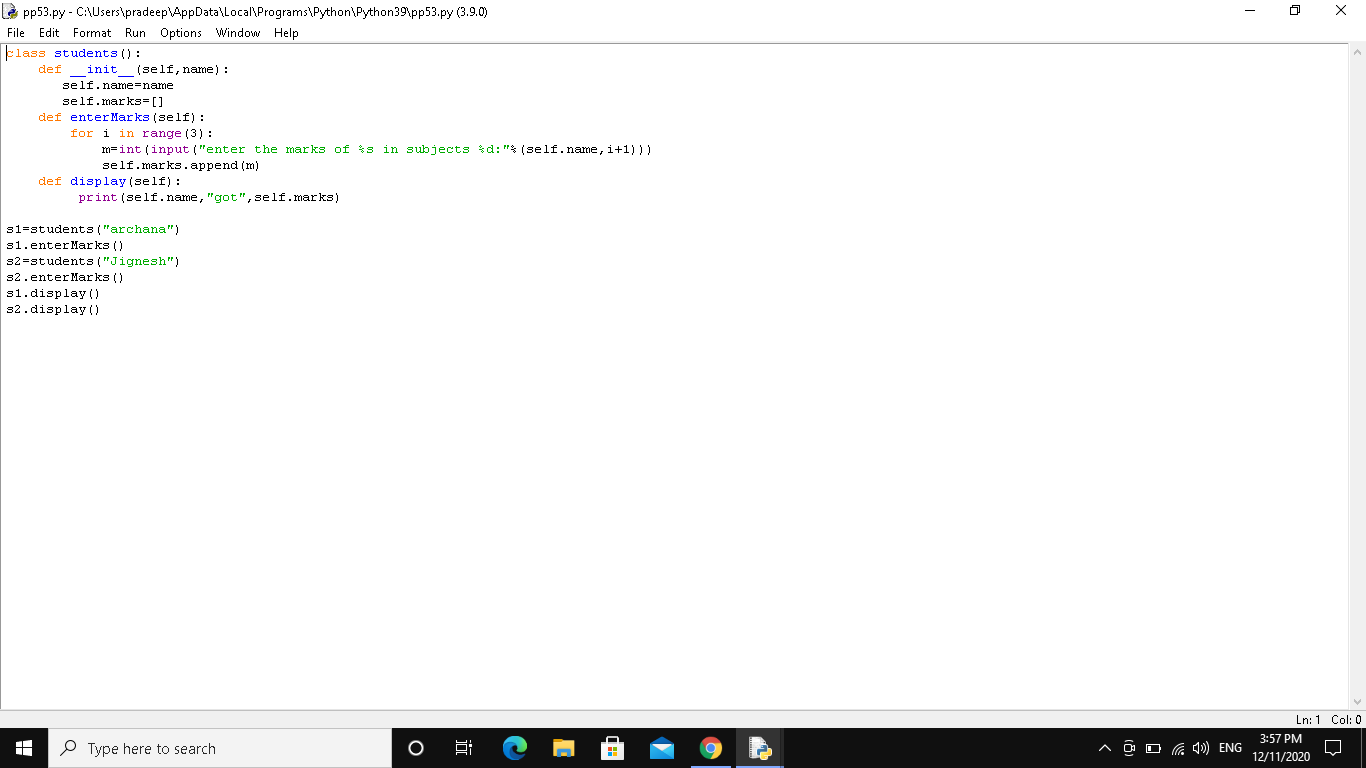 pp53.py - C:\Users\pradeep\AppData\Local\Programs\Python\Python39\pp53.py (3.9.0)
File Edit Format Run Options Window Help
class students():
    def __init__(self,name):
       self.name=name
       self.marks=[]
    def enterMarks(self):
        for i in range(3):
            m=int(input("enter the marks of %s in subjects %d:"%(self.name,i+1)))
            self.marks.append(m)
    def display(self):
         print(self.name,"got",self.marks)

s1=students("archana")
s1.enterMarks()
s2=students("Jignesh")
s2.enterMarks()
s1.display()
s2.display()
Ln: 1 Col: 0
Type here to search
ENG
3:57 PM
12/11/2020